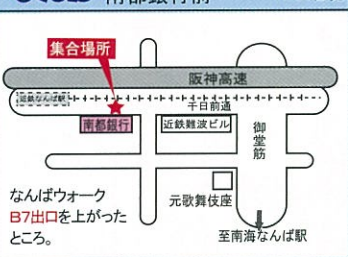 南都銀行前
集合場所
阪神高速
近鉄なんば駅
千日前通
南都銀行
近鉄難波ビル
御堂筋
元歌舞伎座
なんばウォーク
B7出口を上がった
ところ。
至南海なんば駅